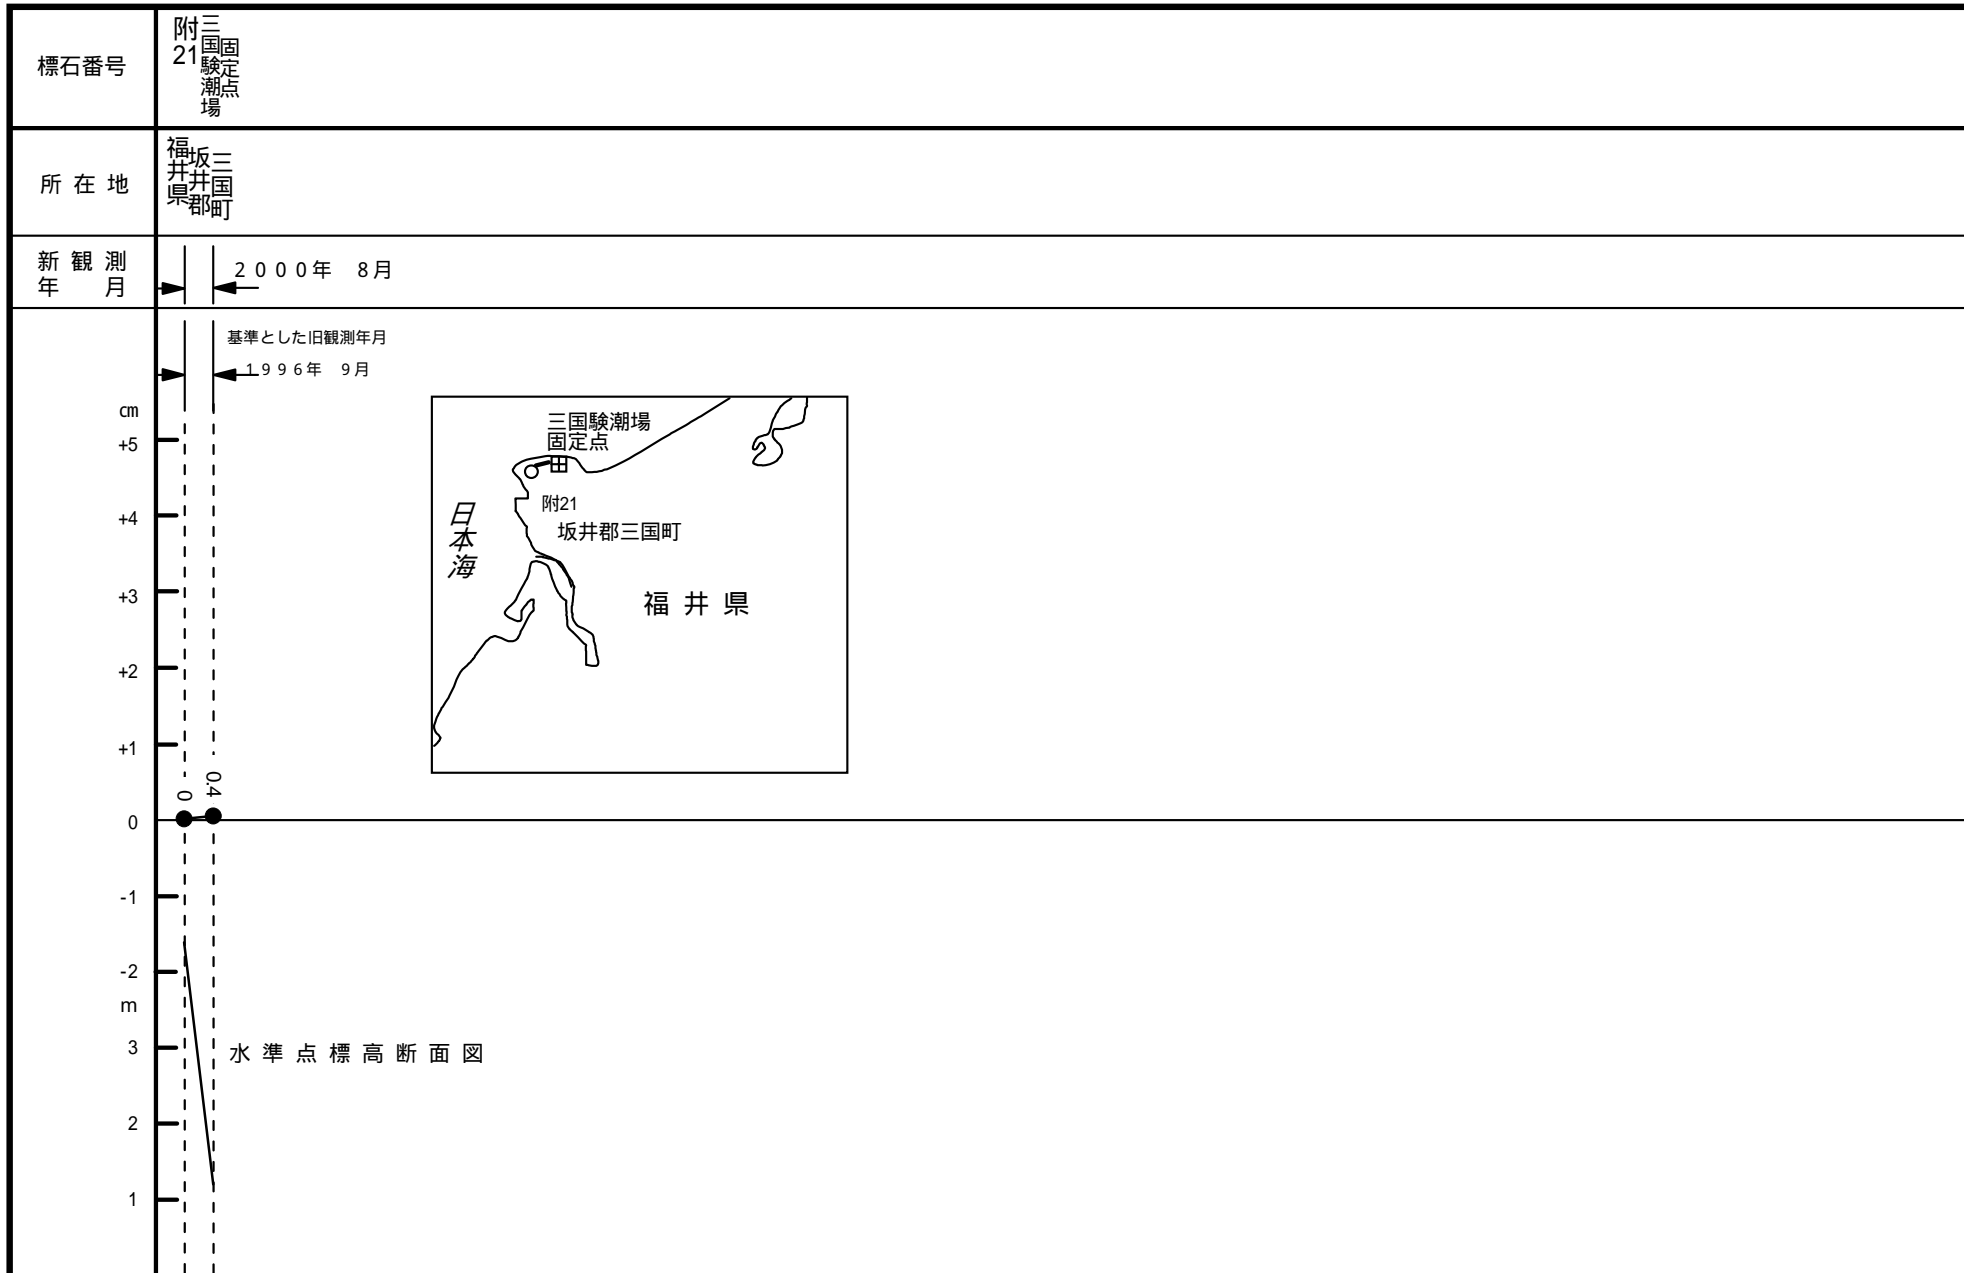 標石番号
附21
三国験潮場
固定点
所在地
福井県
坂井郡
三国町
新観測
年月
2000年 8月
基準とした旧観測年月
1996年 9月
cm
+5
+4
+3
+2
+1
0
-1
-2
m
3
2
1
0
0.4
三国験潮場
固定点
附21
坂井郡三国町
日本海
福井県
水準点標高断面図